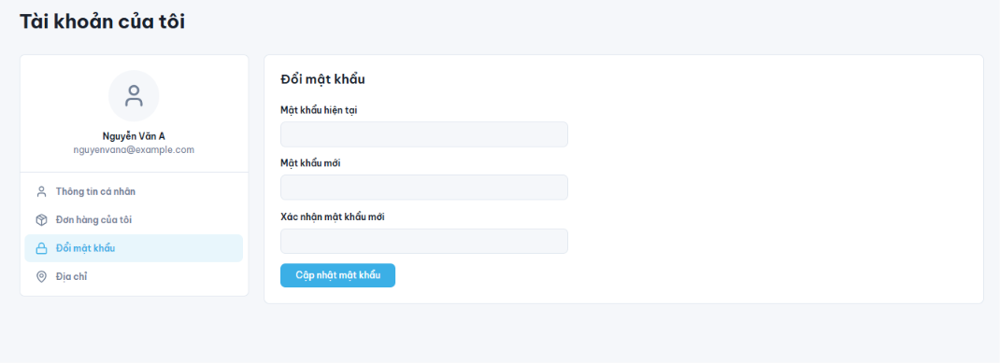 Tài khoản của tôi
Nguyễn Văn A
nguyenvana@example.com
Thông tin cá nhân
Đơn hàng của tôi
Đổi mật khẩu
Địa chỉ
Đổi mật khẩu
Mật khẩu hiện tại
Mật khẩu mới
Xác nhận mật khẩu mới
Cập nhật mật khẩu